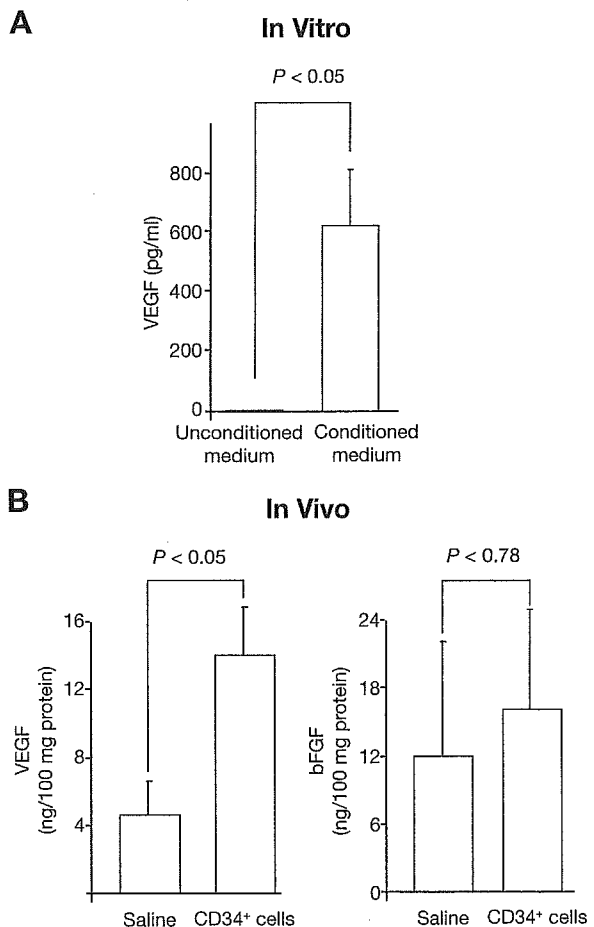 A
In Vitro
P < 0.05
VEGF (pg/ml)
800
600
400
200
0
Unconditioned
medium
Conditioned
medium
B
In Vivo
P < 0.05
VEGF
(ng/100 mg protein)
16
12
8
4
Saline
CD34⁺ cells
P < 0.78
bFGF
(ng/100 mg protein)
24
18
12
6
0
Saline
CD34⁺ cells